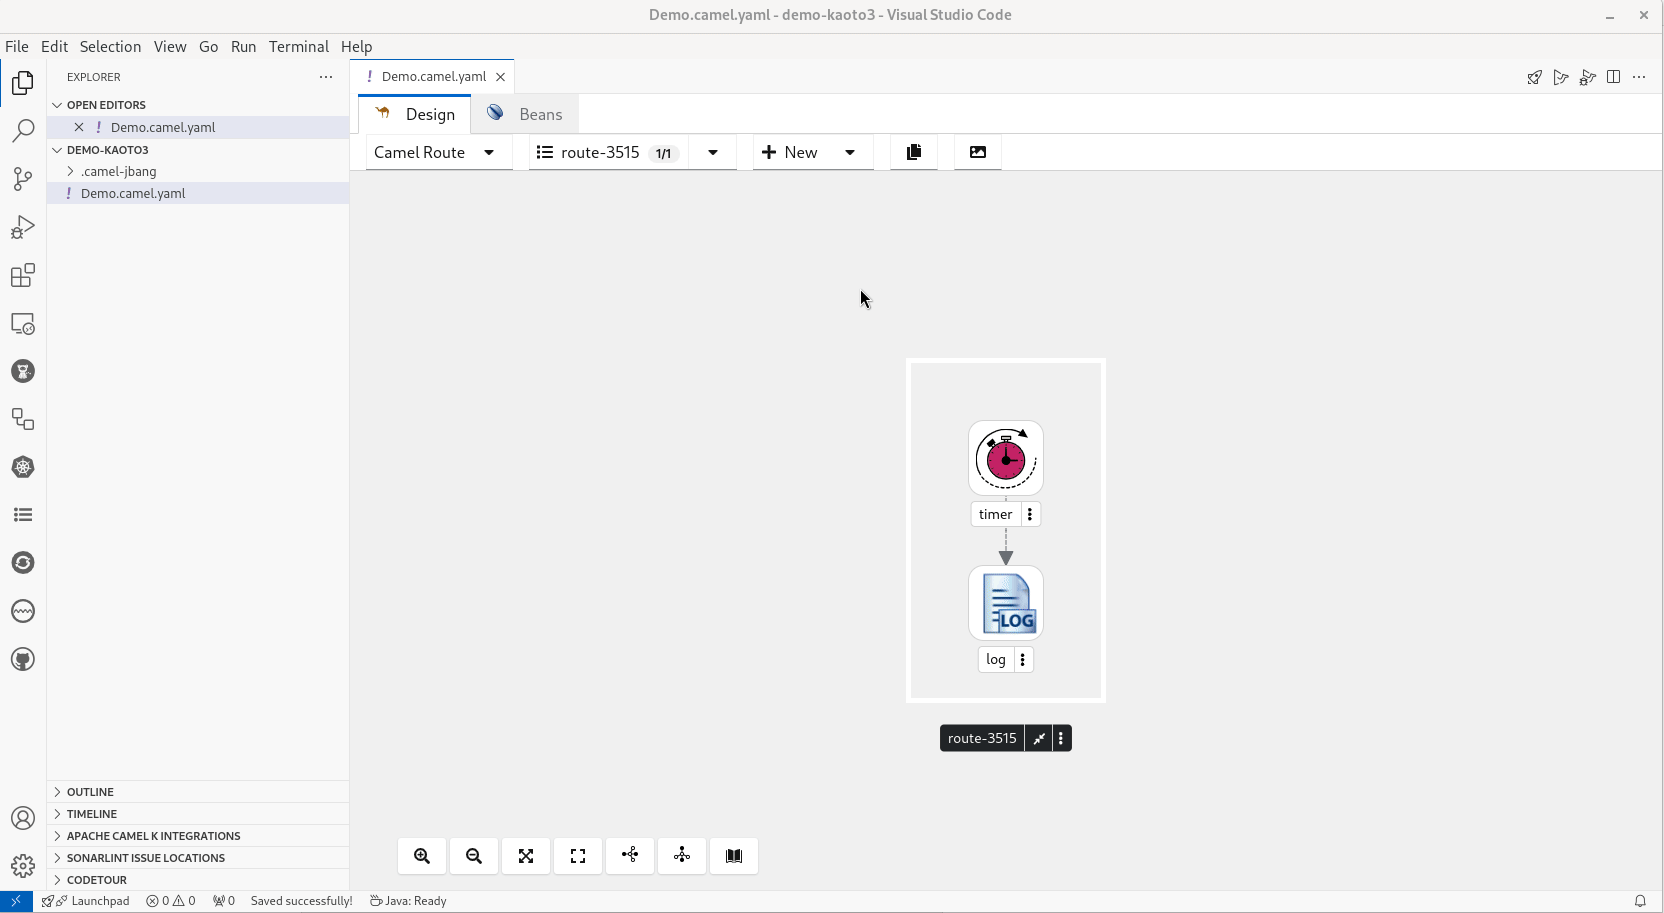 Demo.camel.yaml - demo-kaoto3 - Visual Studio Code
File Edit Selection View Go Run Terminal Help
EXPLORER
OPEN EDITORS
! Demo.camel.yaml
DEMO-KAOTO3
.camel-jbang
! Demo.camel.yaml
OUTLINE
TIMELINE
APACHE CAMEL K INTEGRATIONS
SONARLINT ISSUE LOCATIONS
CODETOUR
! Demo.camel.yaml
Design Beans
Camel Route route-3515 1/1 New
timer
LOG
log
route-3515
Launchpad 0 0 0 Saved successfully! Java: Ready